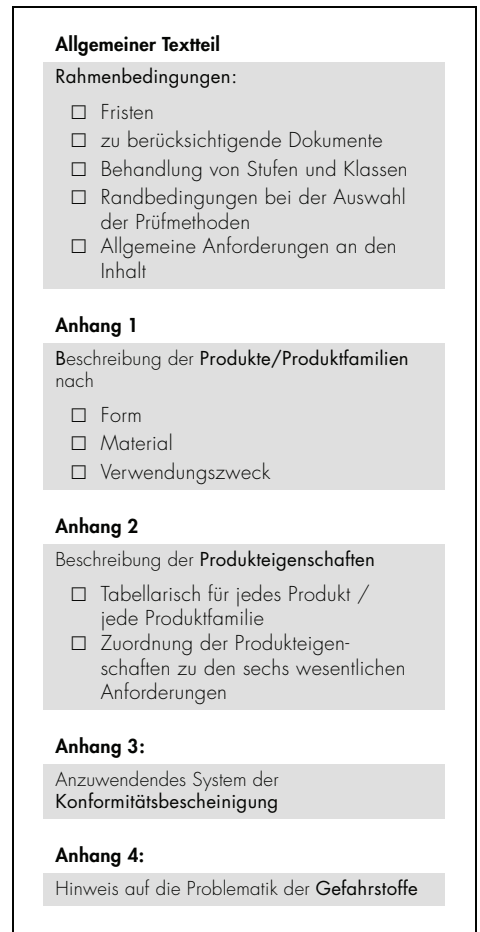 Allgemeiner Textteil
Rahmenbedingungen:
☐ Fristen
☐ zu berücksichtigende Dokumente
☐ Behandlung von Stufen und Klassen
☐ Randbedingungen bei der Auswahl
der Prüfmethoden
☐ Allgemeine Anforderungen an den
Inhalt
Anhang 1
Beschreibung der Produkte/Produktfamilien
nach
☐ Form
☐ Material
☐ Verwendungszweck
Anhang 2
Beschreibung der Produkteigenschaften
☐ Tabellarisch für jedes Produkt /
jede Produktfamilie
☐ Zuordnung der Produkteigen-
schaften zu den sechs wesentlichen
Anforderungen
Anhang 3:
Anzuwendendes System der
Konformitätsbescheinigung
Anhang 4:
Hinweis auf die Problematik der Gefahrstoffe